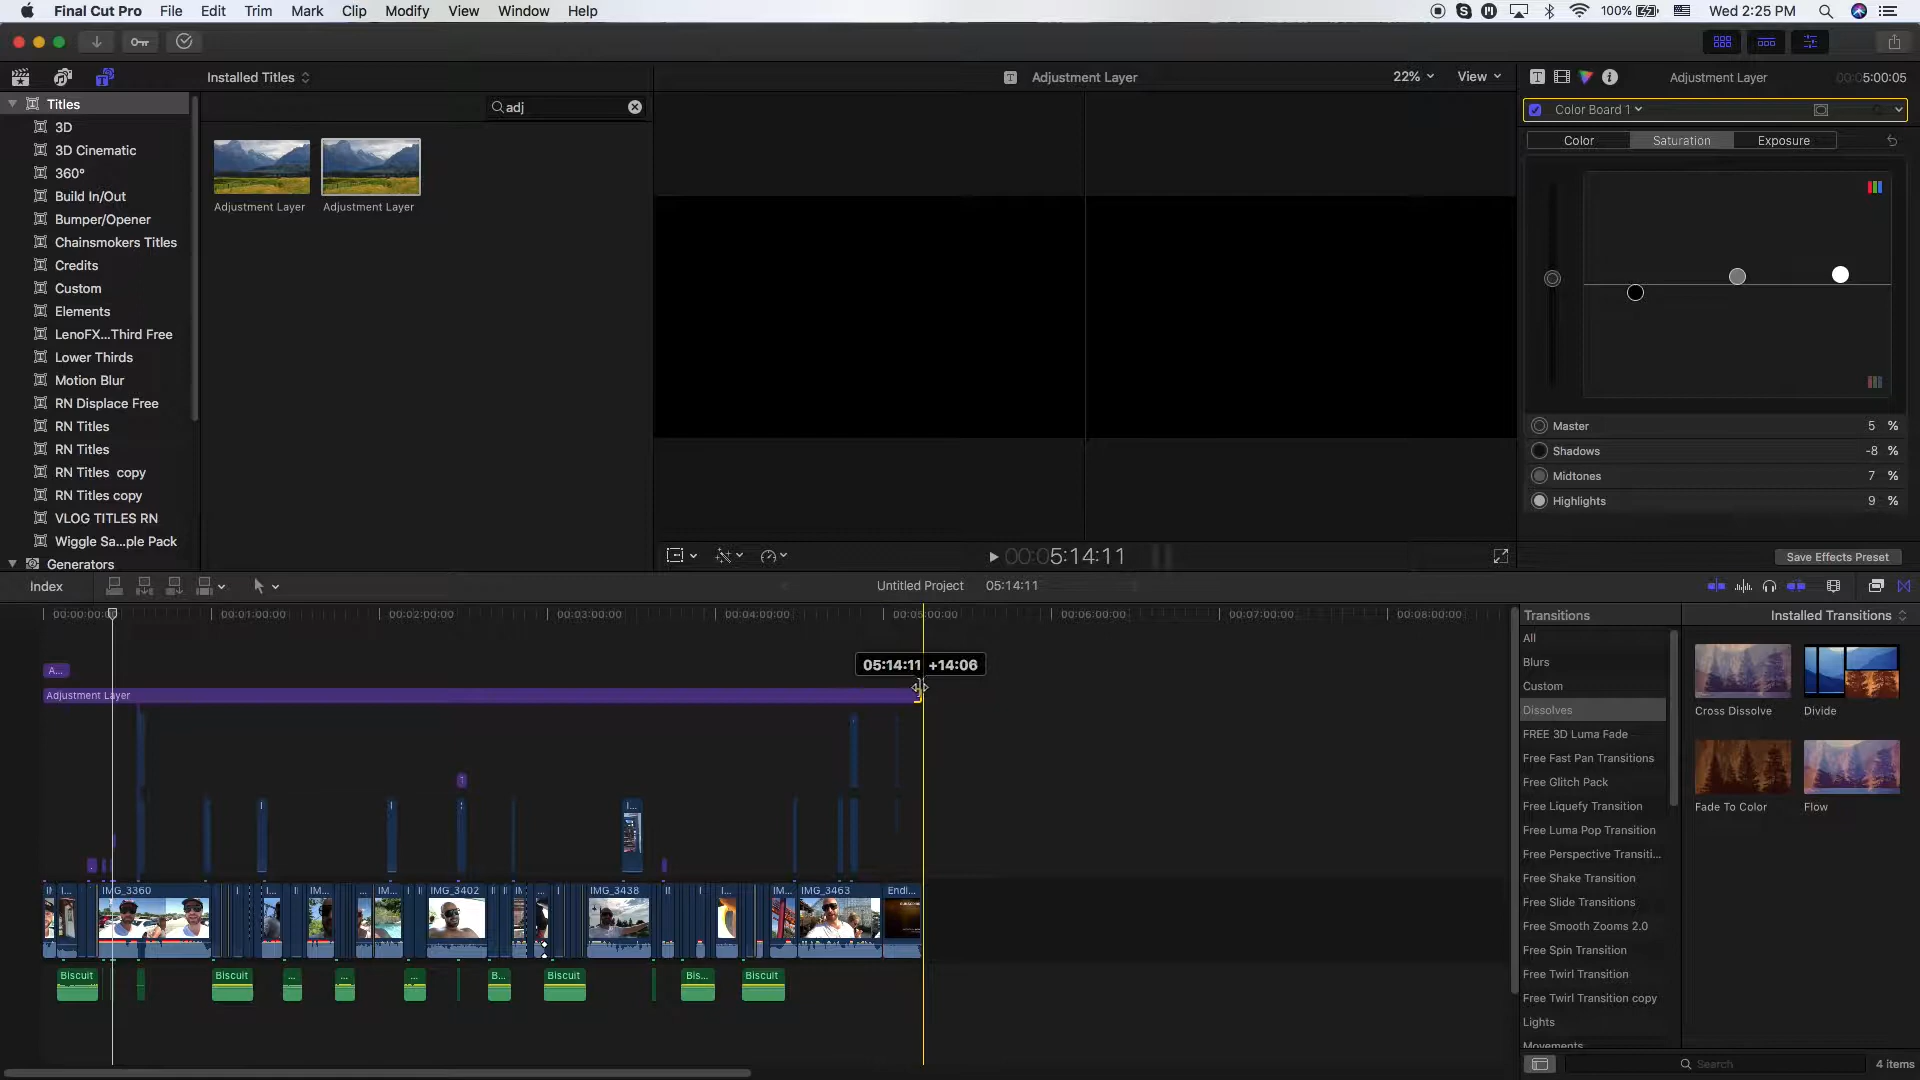 Final Cut Pro File Edit Trim Mark Clip Modify View Window Help 100% Wed 2:25 PM
Installed Titles
Adjustment Layer 22% View
Adjustment Layer 00:00:05:00:05
Titles
3D
3D Cinematic
360°
Build In/Out
Bumper/Opener
Chainsmokers Titles
Credits
Custom
Elements
LenoFX...Third Free
Lower Thirds
Motion Blur
RN Displace Free
RN Titles
RN Titles
RN Titles copy
RN Titles copy
VLOG TITLES RN
Wiggle Sa...ple Pack
Generators
adj
Adjustment Layer Adjustment Layer
Color Board 1
Color Saturation Exposure
Master 5 %
Shadows -8 %
Midtones 7 %
Highlights 9 %
Save Effects Preset
00:05:14:11
Index
Untitled Project 05:14:11
00:00:00:00 00:01:00:00 00:02:00:00 00:03:00:00 00:04:00:00 00:05:00:00 00:06:00:00 00:07:00:00 00:08:00:00
05:14:11 +14:06
A...
Adjustment Layer
I...
IMG_3360 I... IM... ... IM... IMG_3402 IM... IMG_3438 I... IM... IMG_3463 Endi...
Biscuit Biscuit ... ... ... B... Biscuit Bis... Biscuit
Transitions Installed Transitions
All
Blurs
Custom
Dissolves
FREE 3D Luma Fade
Free Fast Pan Transitions
Free Glitch Pack
Free Liquefy Transition
Free Luma Pop Transition
Free Perspective Transiti...
Free Shake Transition
Free Slide Transitions
Free Smooth Zooms 2.0
Free Spin Transition
Free Twirl Transition
Free Twirl Transition copy
Lights
Movements
Cross Dissolve Divide
Fade To Color Flow
Search 4 items